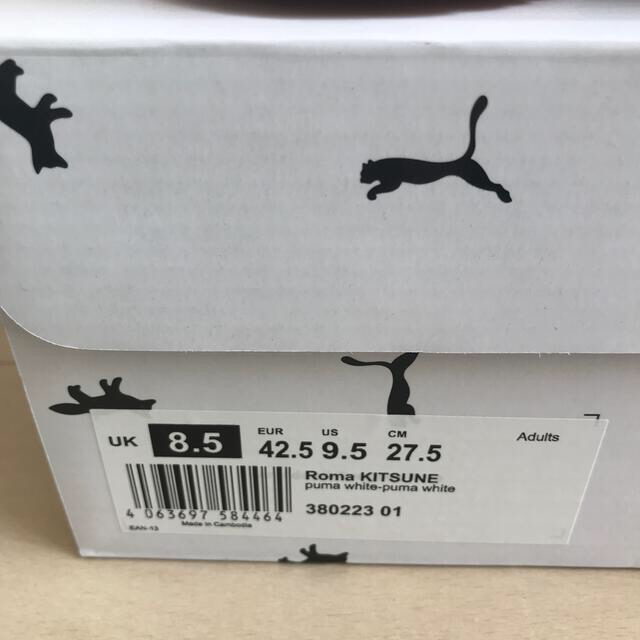 UK 8.5 EUR 42.5 US 9.5 CM 27.5 Adults
Roma KITSUNE
puma white-puma white
4 063697 584464
380223 01
EAN-13 Made in Cambodia